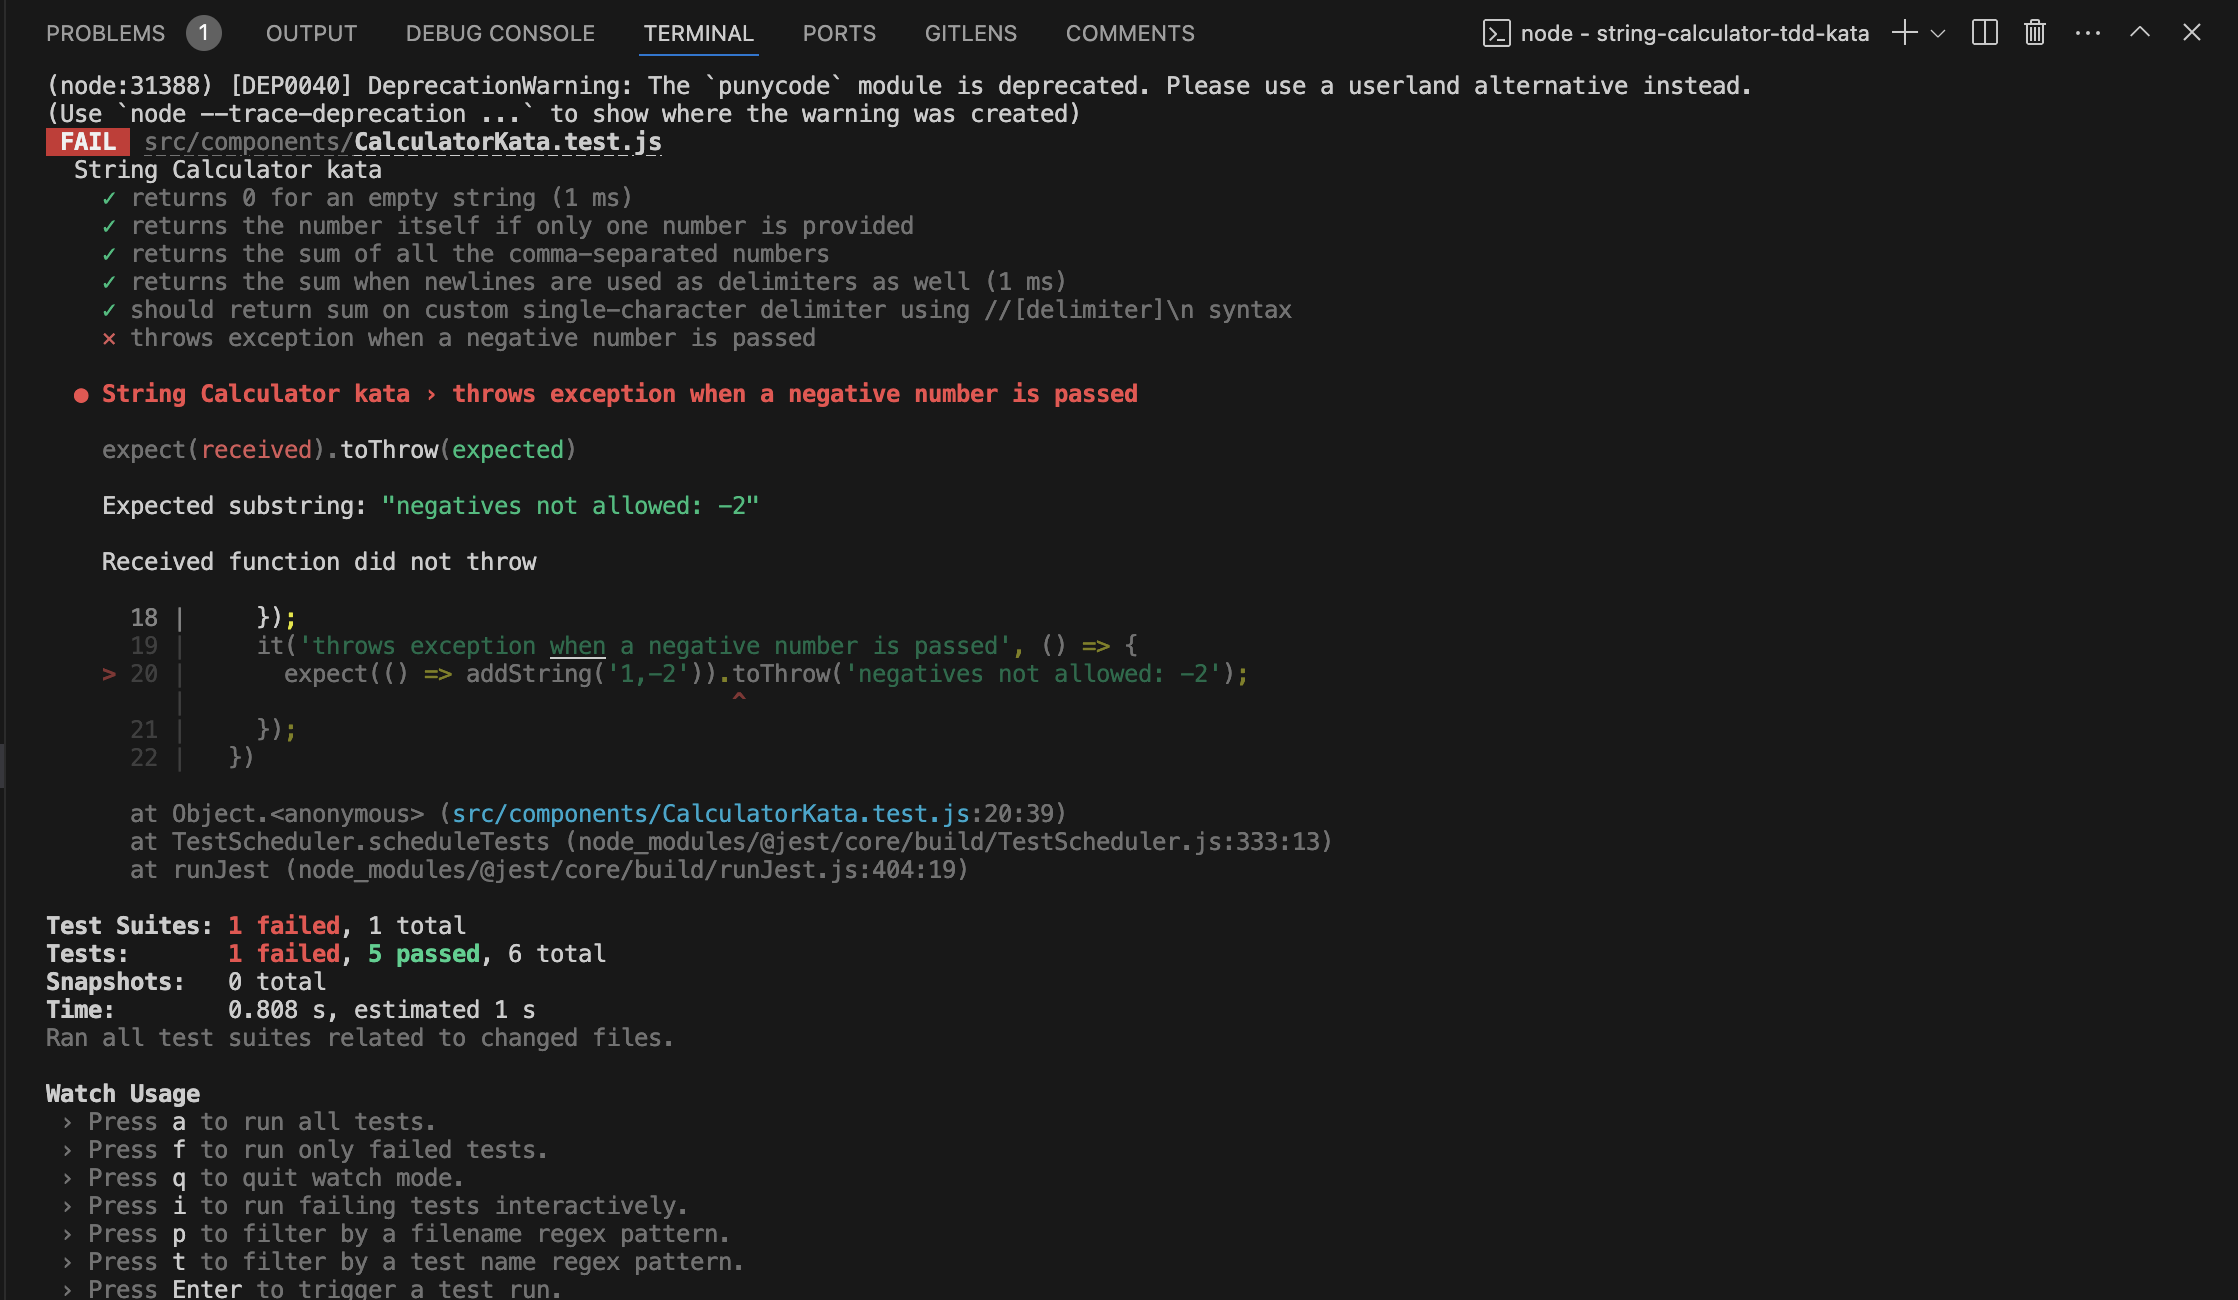 PROBLEMS 1 OUTPUT DEBUG CONSOLE TERMINAL PORTS GITLENS COMMENTS node - string-calculator-tdd-kata
(node:31388) [DEP0040] DeprecationWarning: The `punycode` module is deprecated. Please use a userland alternative instead.
(Use `node --trace-deprecation ...` to show where the warning was created)
FAIL src/components/CalculatorKata.test.js
String Calculator kata
✓ returns 0 for an empty string (1 ms)
✓ returns the number itself if only one number is provided
✓ returns the sum of all the comma-separated numbers
✓ returns the sum when newlines are used as delimiters as well (1 ms)
✓ should return sum on custom single-character delimiter using //[delimiter]\n syntax
✕ throws exception when a negative number is passed
● String Calculator kata › throws exception when a negative number is passed
expect(received).toThrow(expected)
Expected substring: "negatives not allowed: -2"
Received function did not throw
18 | });
19 | it('throws exception when a negative number is passed', () => {
> 20 | expect(() => addString('1,-2')).toThrow('negatives not allowed: -2');
| ^
21 | });
22 | })
at Object.<anonymous> (src/components/CalculatorKata.test.js:20:39)
at TestScheduler.scheduleTests (node_modules/@jest/core/build/TestScheduler.js:333:13)
at runJest (node_modules/@jest/core/build/runJest.js:404:19)
Test Suites: 1 failed, 1 total
Tests: 1 failed, 5 passed, 6 total
Snapshots: 0 total
Time: 0.808 s, estimated 1 s
Ran all test suites related to changed files.
Watch Usage
› Press a to run all tests.
› Press f to run only failed tests.
› Press q to quit watch mode.
› Press i to run failing tests interactively.
› Press p to filter by a filename regex pattern.
› Press t to filter by a test name regex pattern.
› Press Enter to trigger a test run.